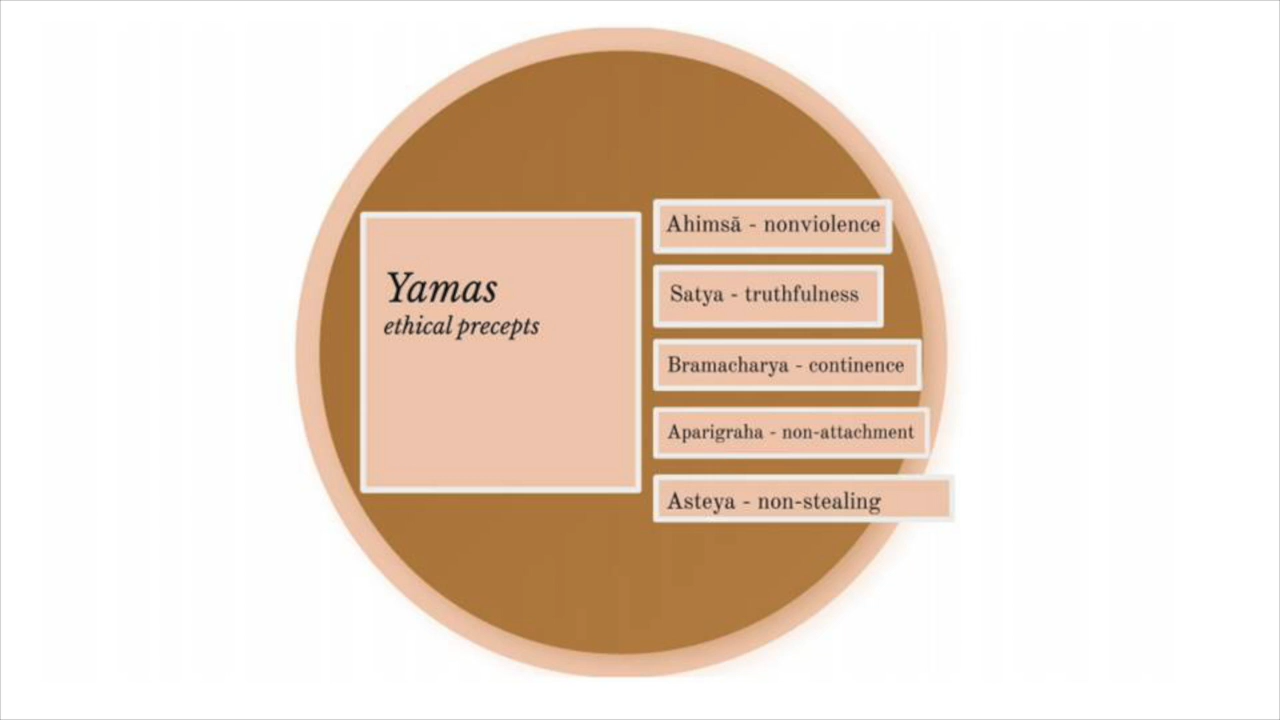 Yamas
ethical precepts
Ahimsā - nonviolence
Satya - truthfulness
Bramacharya - continence
Aparigraha - non-attachment
Asteya - non-stealing